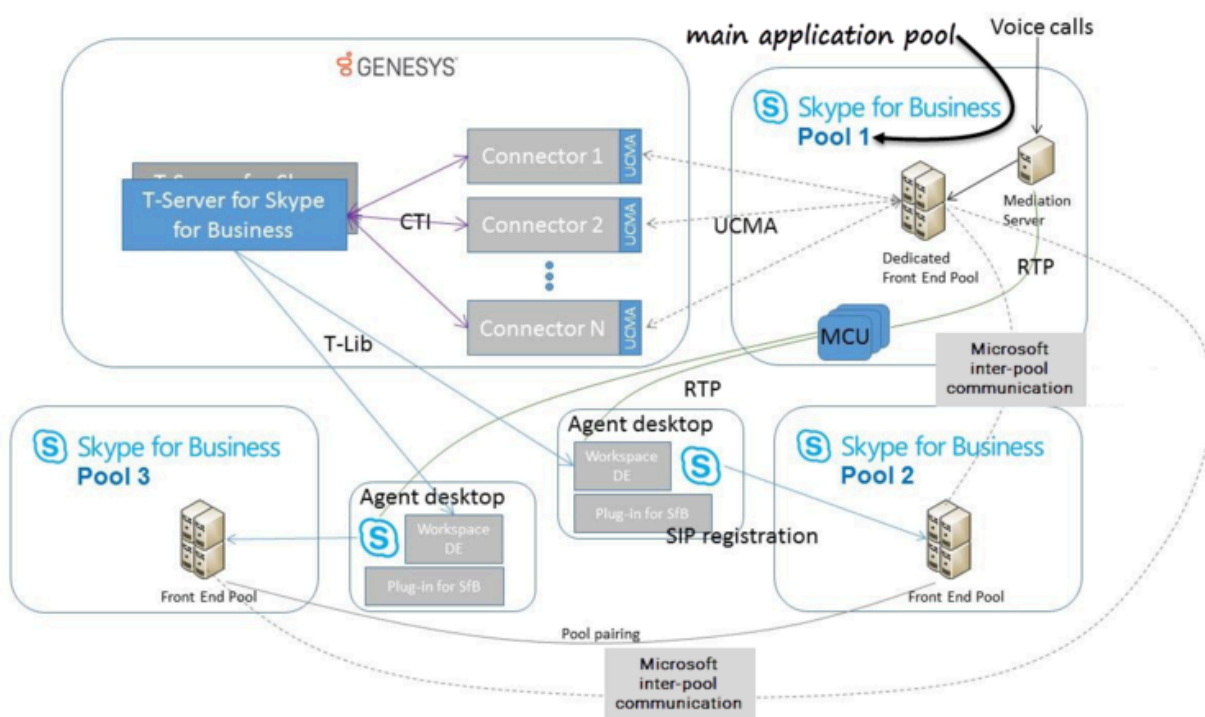 main application pool
Voice calls
GENESYS
Skype for Business
Pool 1
Connector 1
UCMA
T-Server for Skype
for Business
CTI
Connector 2
UCMA
UCMA
Mediation
Server
Dedicated
Front End Pool
RTP
Connector N
UCMA
MCU
T-Lib
Microsoft
inter-pool
communication
RTP
Skype for Business
Pool 3
Agent desktop
Workspace
DE
Plug-in for SfB
Skype for Business
Pool 2
Agent desktop
Workspace
DE
Plug-in for SfB
SIP registration
Front End Pool
Front End Pool
Pool pairing
Microsoft
inter-pool
communication